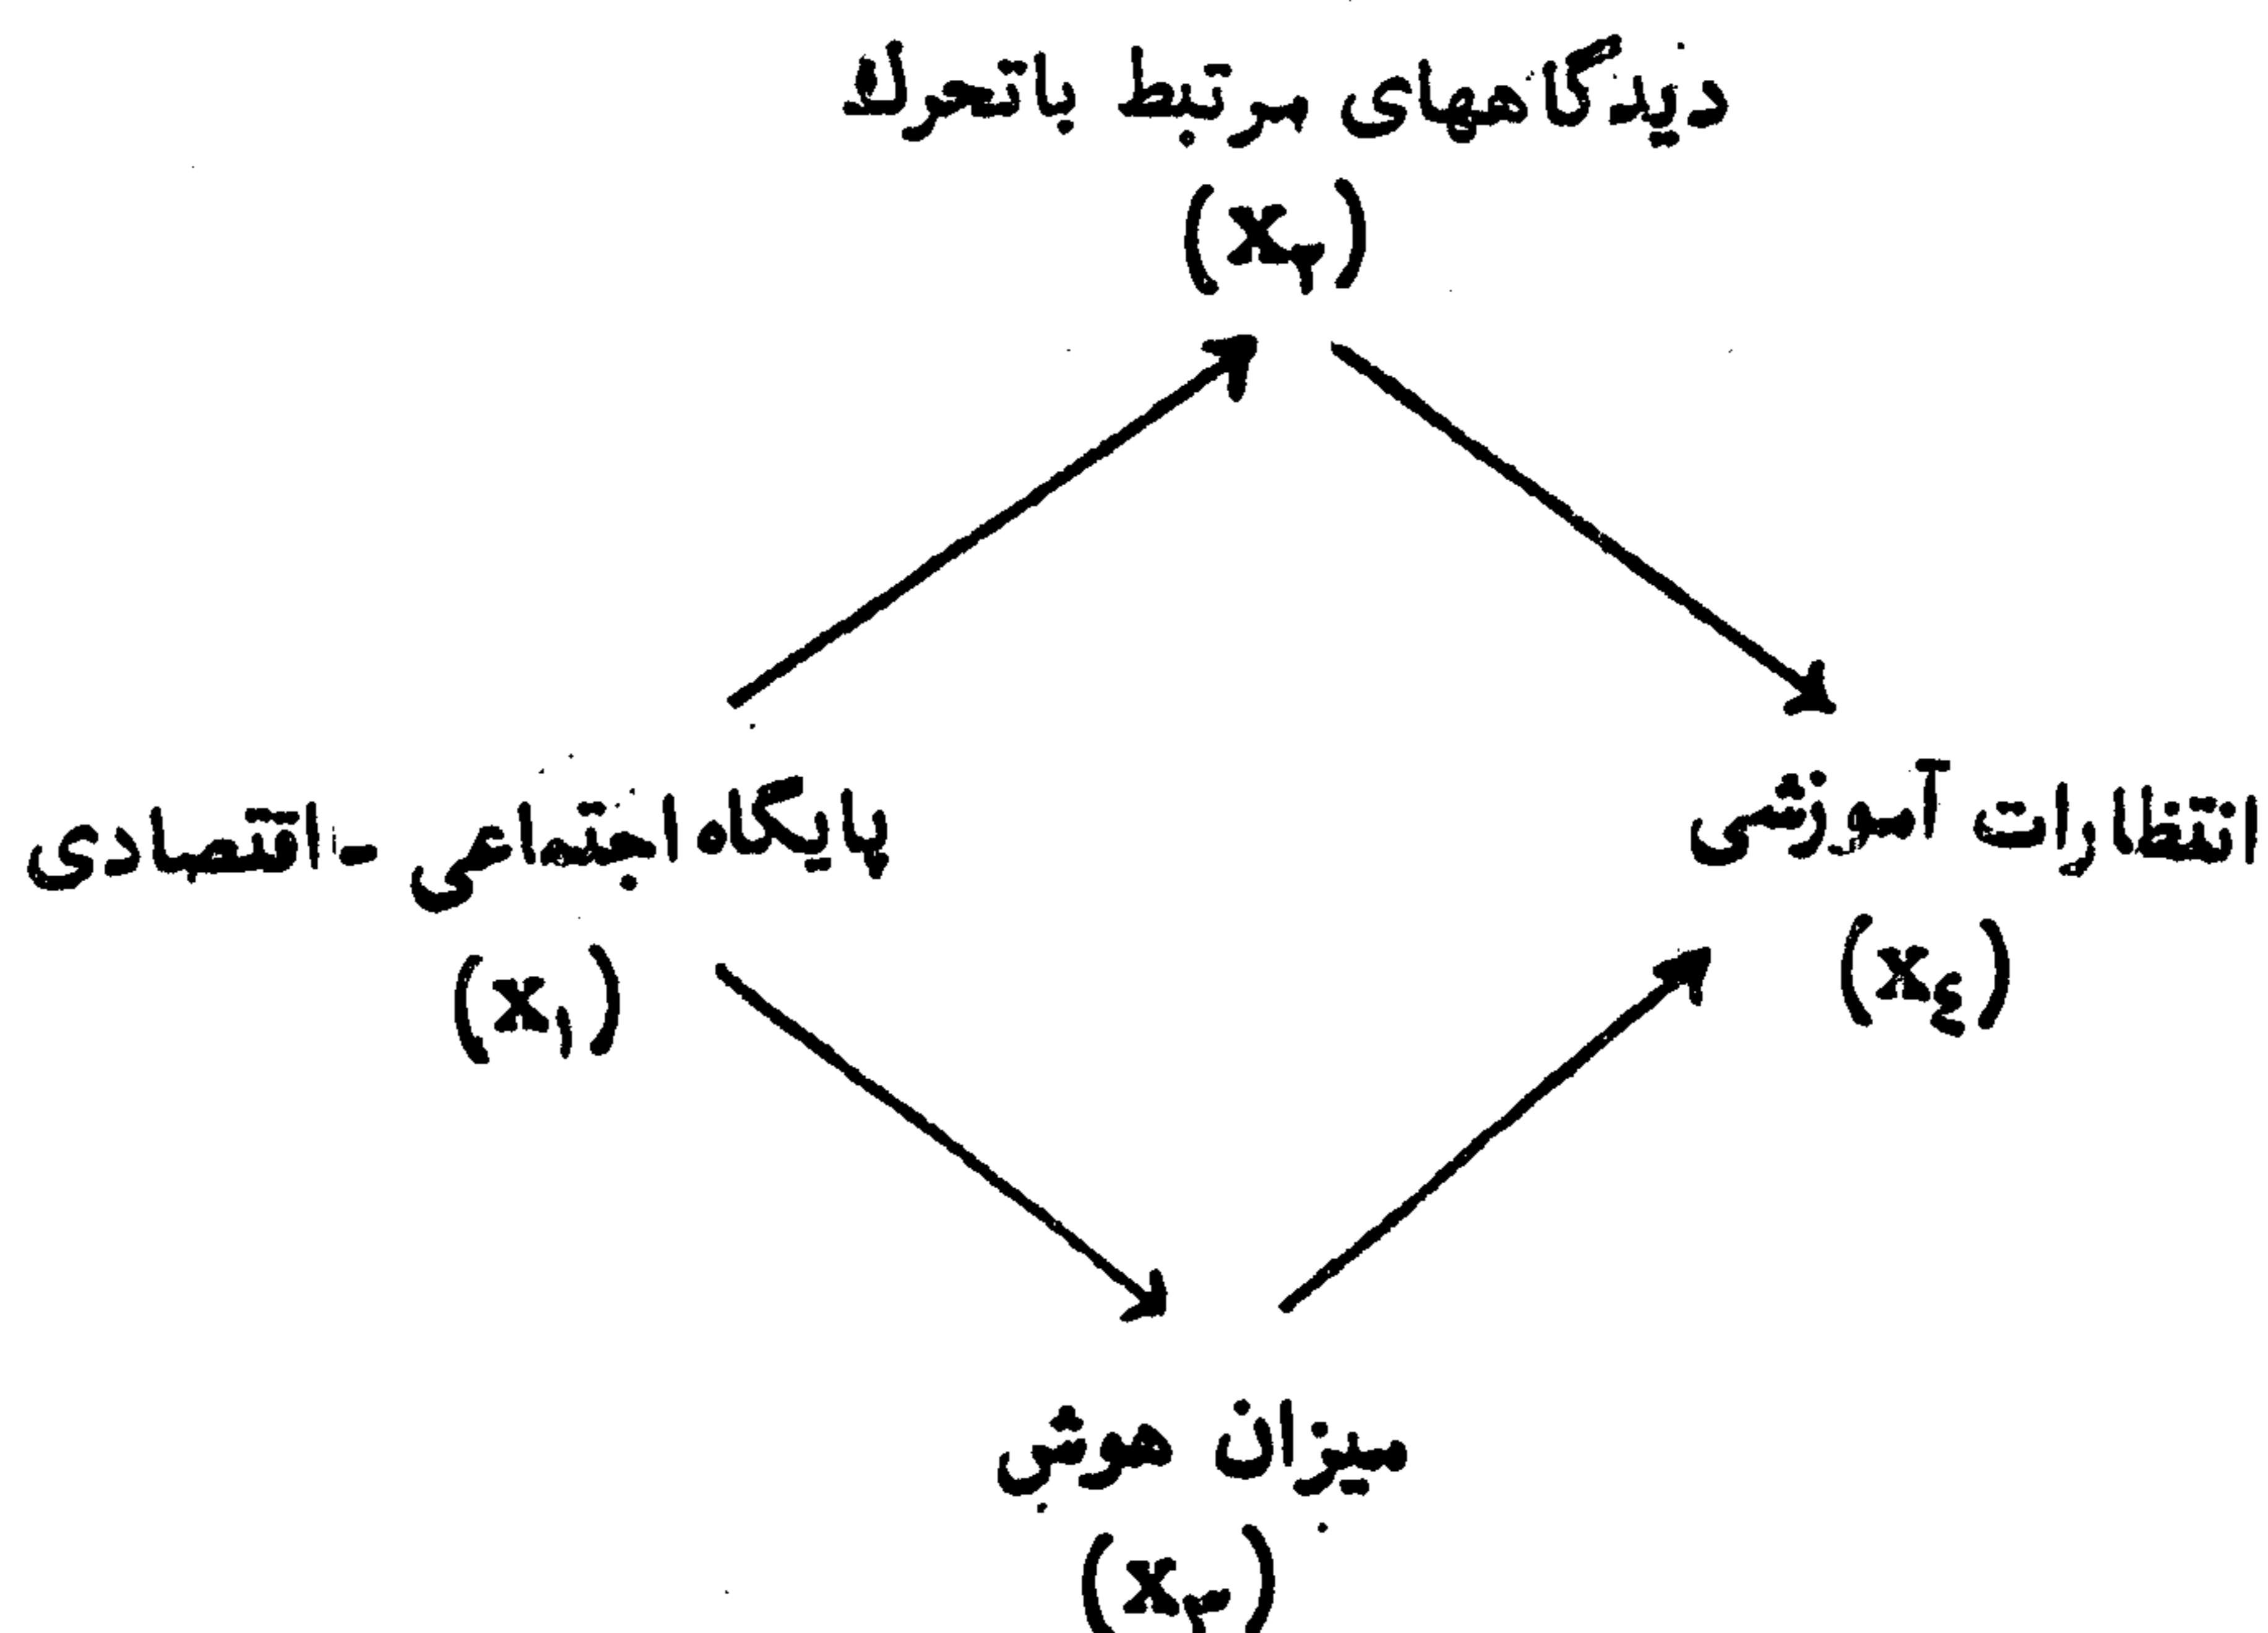 دیدگاههای مرتبط باتحرك
(x۲)
انتظارات آموزشی
پایگاه اجتماعی - اقتصادی
(x٤)
(x۱)
میزان هوش
(x۳)